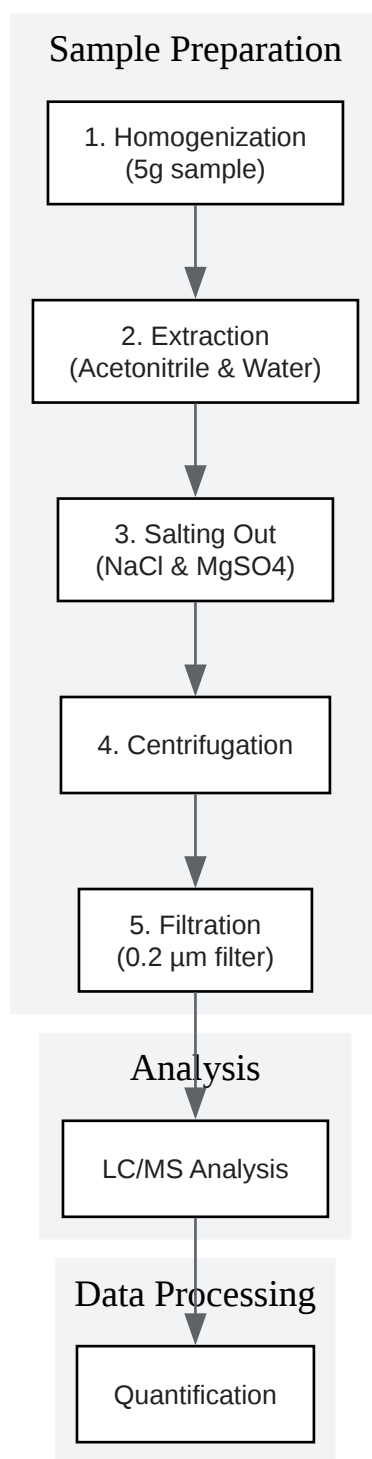 Sample Preparation
1. Homogenization
(5g sample)
2. Extraction
(Acetonitrile & Water)
3. Salting Out
(NaCl & MgSO4)
4. Centrifugation
5. Filtration
(0.2 µm filter)
Analysis
LC/MS Analysis
Data Processing
Quantification